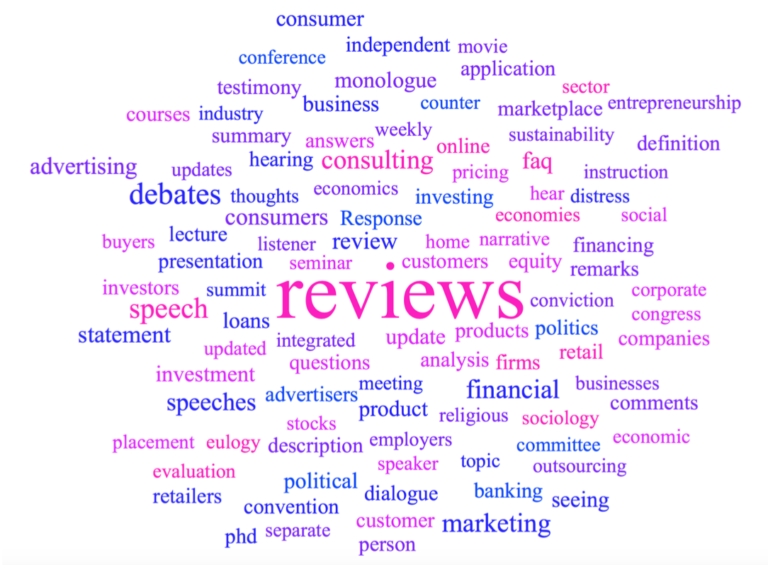 consumer
independent movie
conference
application
testimony monologue sector
business counter marketplace entrepreneurship
courses industry
summary answers weekly online sustainability definition
advertising updates hearing consulting pricing faq instruction
debates thoughts economics investing hear distress
consumers Response economies social
buyers lecture listener review home narrative financing
presentation seminar customers equity remarks
investors summit reviews conviction corporate
speech loans congress
statement integrated update products politics companies
updated questions analysis firms retail
investment
speeches advertisers meeting financial businesses
product religious sociology comments
stocks
placement eulogy description employers committee economic
evaluation speaker topic outsourcing
retailers political dialogue banking seeing
convention
phd separate customer marketing
person